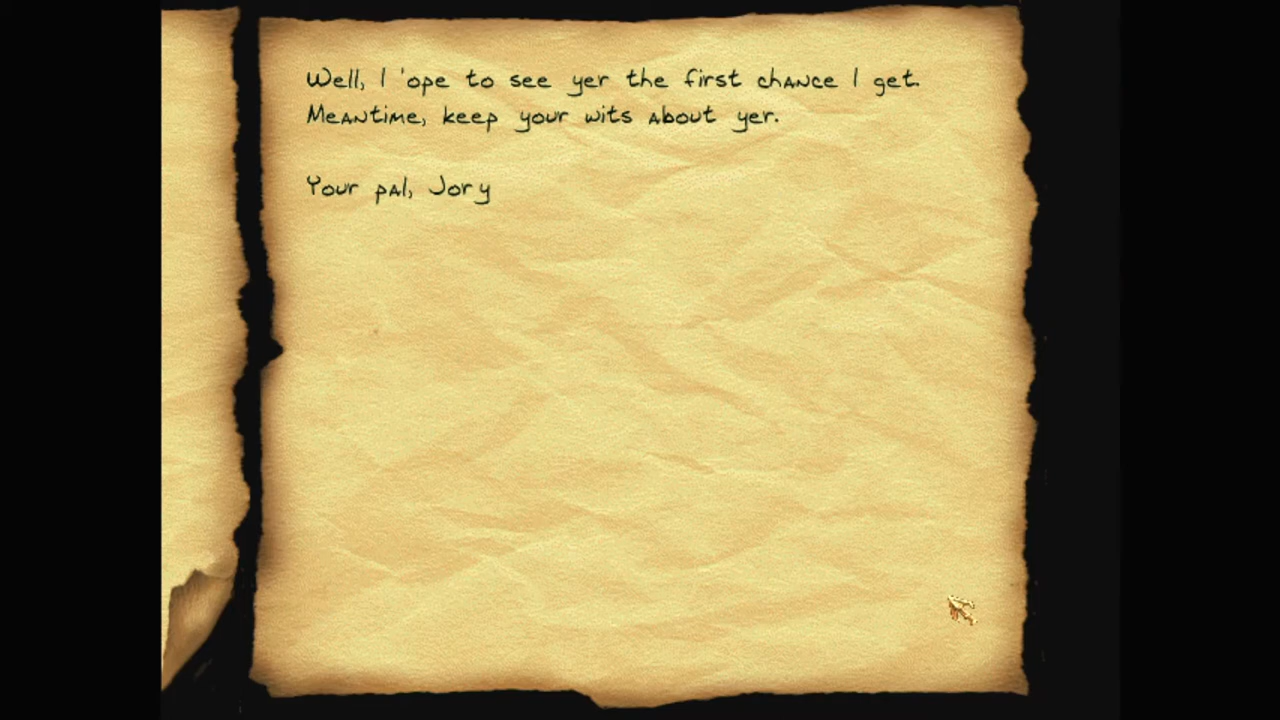 Well, I 'ope to see yer the first chance I get.
Meantime, keep your wits about yer.
Your pal, Jory